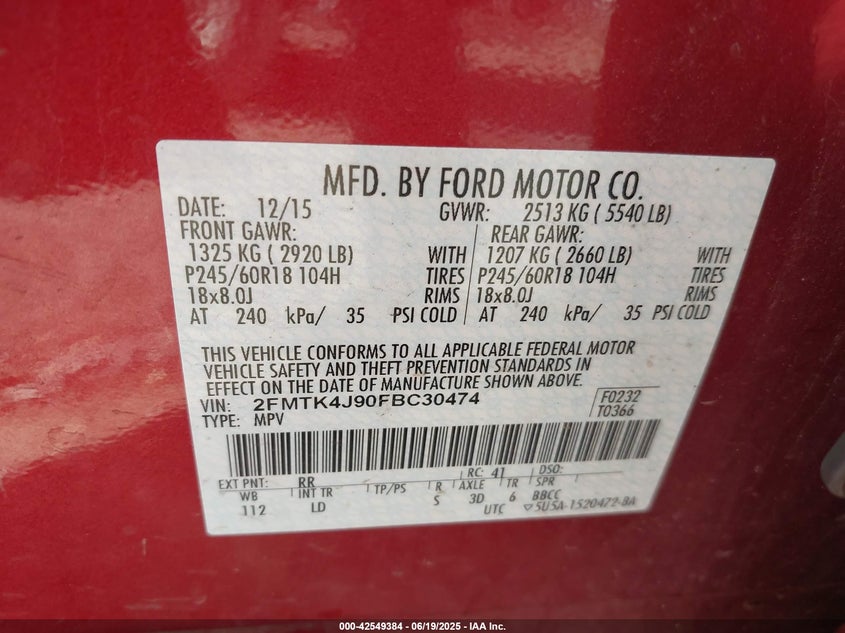 MFD. BY FORD MOTOR CO.
DATE: 12/15 GVWR: 2513 KG ( 5540 LB)
FRONT GAWR: REAR GAWR:
1325 KG ( 2920 LB) WITH 1207 KG ( 2660 LB) WITH
P245/60R18 104H TIRES P245/60R18 104H TIRES
18x8.0J RIMS 18x8.0J RIMS
AT 240 kPa/ 35 PSI COLD AT 240 kPa/ 35 PSI COLD
THIS VEHICLE CONFORMS TO ALL APPLICABLE FEDERAL MOTOR
VEHICLE SAFETY AND THEFT PREVENTION STANDARDS IN
EFFECT ON THE DATE OF MANUFACTURE SHOWN ABOVE.
VIN: 2FMTK4J90FBC30474 F0232
TYPE: MPV T0366
EXT PNT: RR RC: 41 DSO:
WB INT TR TP/PS R AXLE TR SPR
112 LD S 3D 6 BBCC
UTC ▽5U5A-1520472-BA
000-42549384 - 06/19/2025 - IAA Inc.